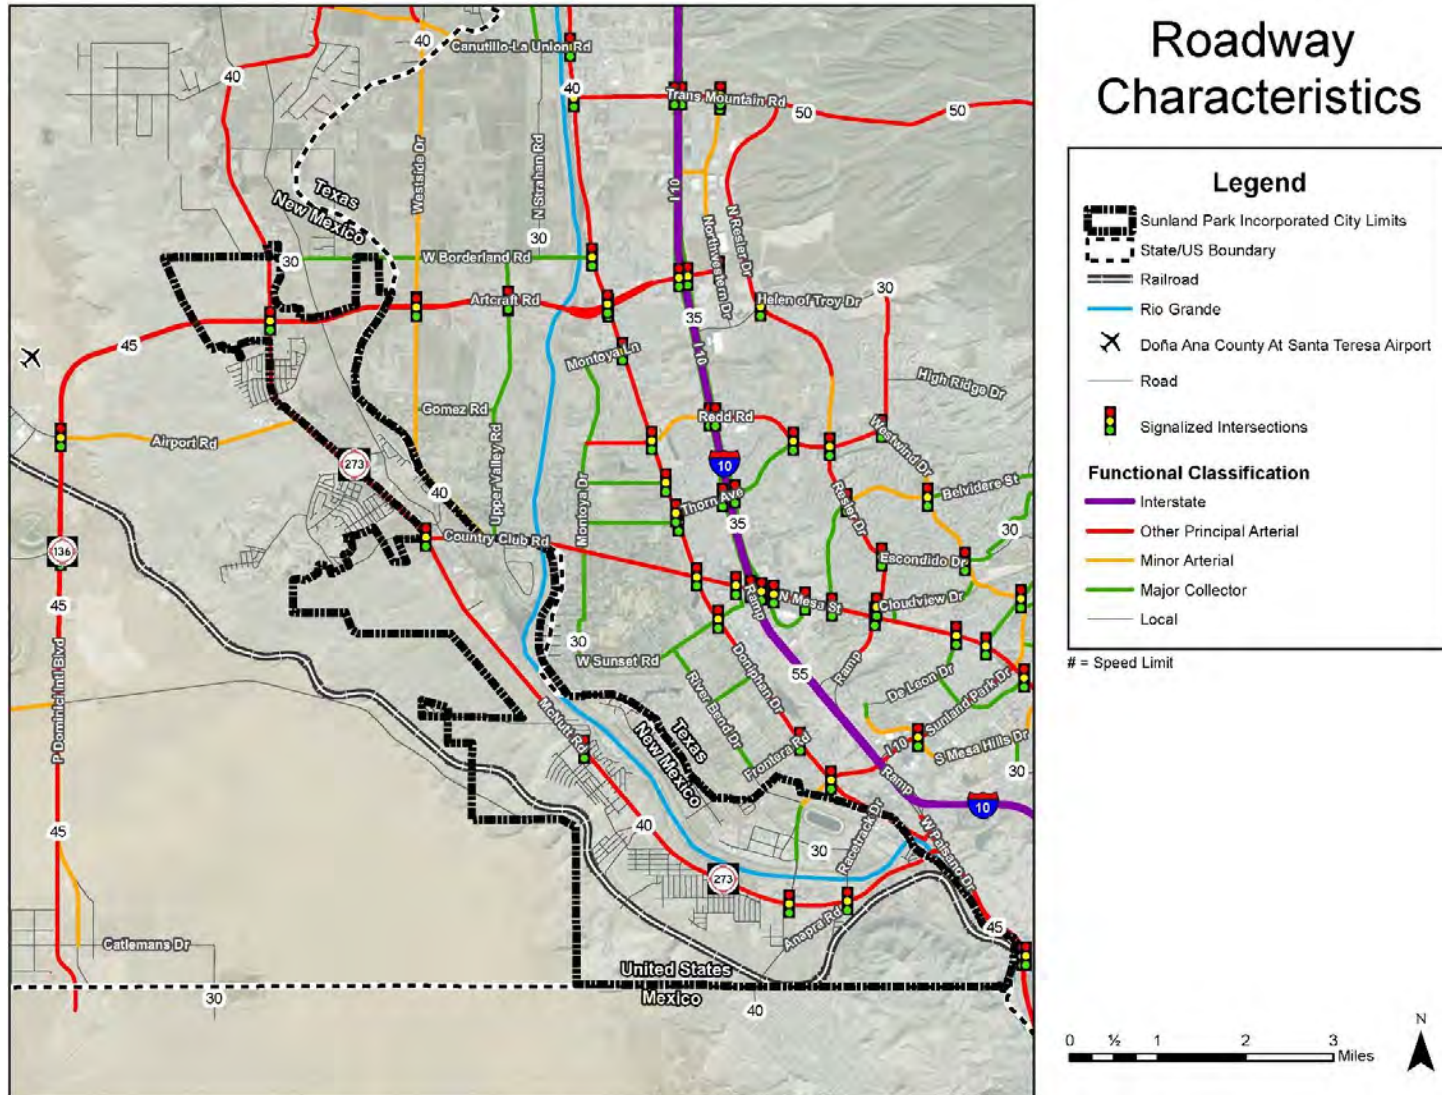 Roadway
Characteristics
Legend
Sunland Park Incorporated City Limits
State/US Boundary
Railroad
Rio Grande
Doña Ana County At Santa Teresa Airport
Road
Signalized Intersections
Functional Classification
Interstate
Other Principal Arterial
Minor Arterial
Major Collector
Local
# = Speed Limit
0 ½ 1 2 3
Miles
N
40
Canutillo-La Union Rd
40
40
Trans Mountain Rd
50
50
Westside Dr
N Strahan Rd
I 10
N Resler Dr
Northwestern Dr
Texas
New Mexico
30
30
W Borderland Rd
Artcraft Rd
Helen of Troy Dr
30
35
I 10
45
Montoya Ln
High Ridge Dr
Gomez Rd
Redd Rd
Westwind Dr
Airport Rd
273
10
Upper Valley Rd
Montoya Dr
Thorn Ave
Resler Dr
Belvidere St
40
35
30
Country Club Rd
136
Escondido Dr
45
Ramp
N Mesa St
Cloudview Dr
30
W Sunset Rd
Doniphan Dr
55
Ramp
De Leon Dr
Sunland Park Dr
P Dominici Intl Blvd
McNutt Rd
River Bend Dr
Texas
New Mexico
Frontera Rd
I 10
S Mesa Hills Dr
Ramp
30
10
45
40
30
Racetrack Dr
W Paisano Dr
273
Anapra Rd
45
Catlemans Dr
United States
Mexico
30
40